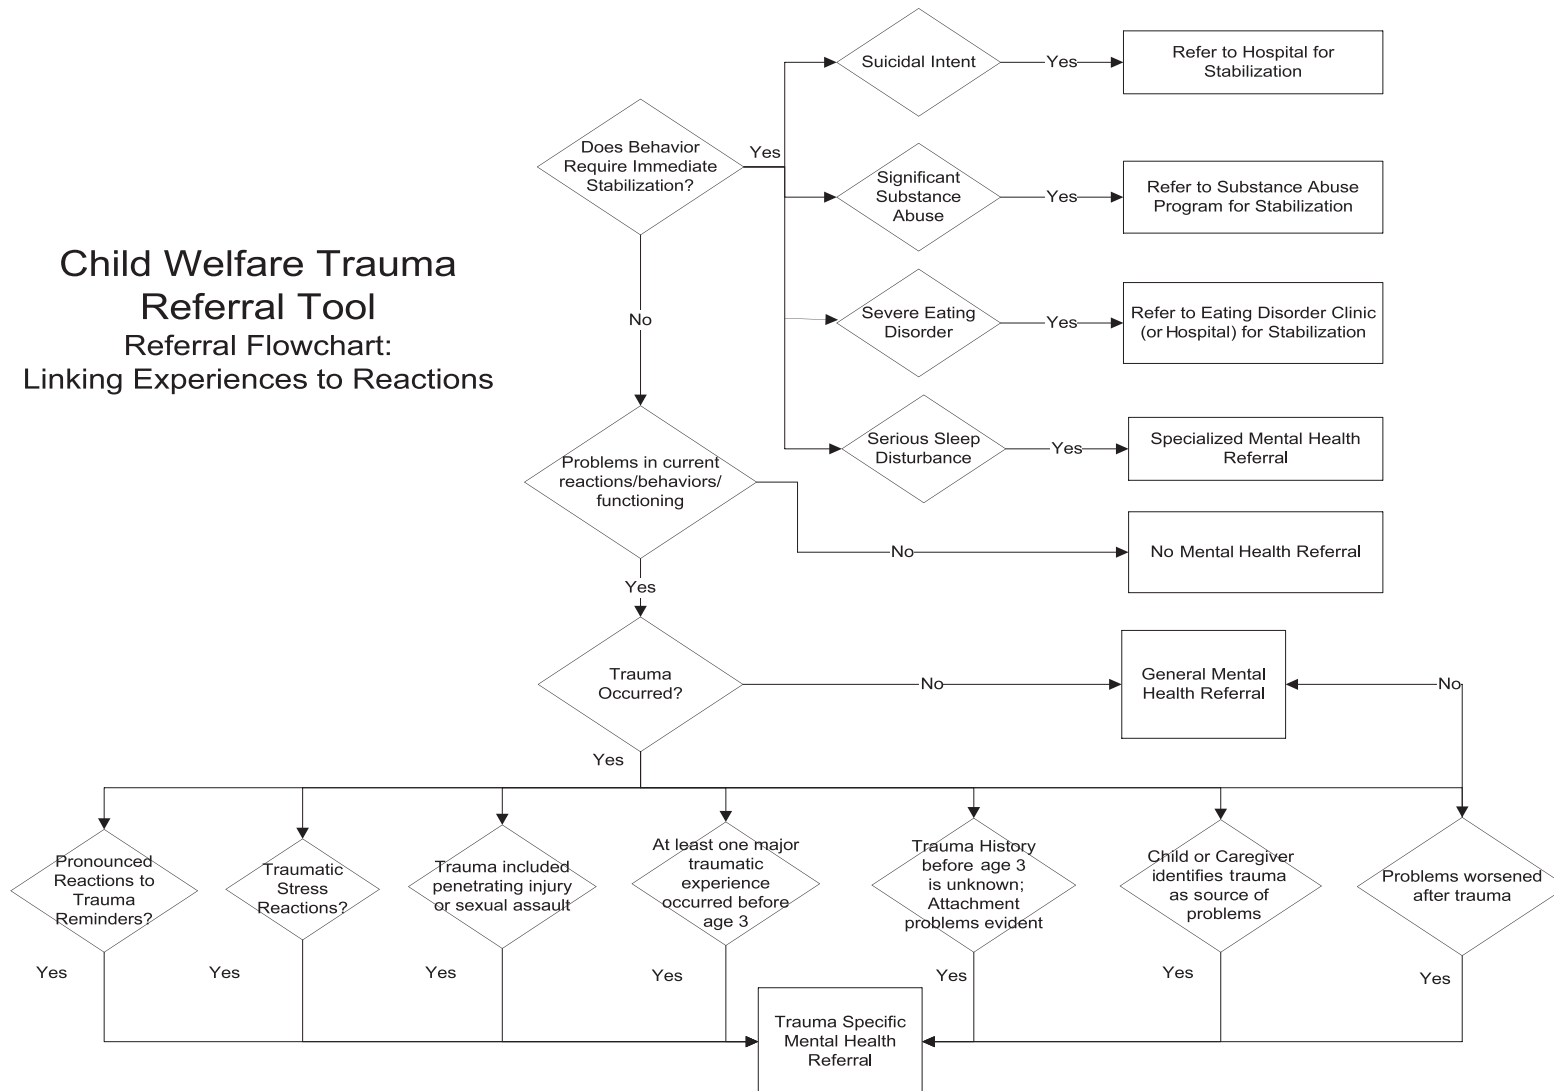 Child Welfare Trauma
Referral Tool
Referral Flowchart:
Linking Experiences to Reactions
Does Behavior
Require Immediate
Stabilization?
Yes
Suicidal Intent
Yes
Refer to Hospital for
Stabilization
Significant
Substance
Abuse
Yes
Refer to Substance Abuse
Program for Stabilization
Severe Eating
Disorder
Yes
Refer to Eating Disorder Clinic
(or Hospital) for Stabilization
Serious Sleep
Disturbance
Yes
Specialized Mental Health
Referral
No
Problems in current
reactions/behaviors/
functioning
No
No Mental Health Referral
Yes
Trauma
Occurred?
No
General Mental
Health Referral
No
Yes
Pronounced
Reactions to
Trauma
Reminders?
Traumatic
Stress
Reactions?
Trauma included
penetrating injury
or sexual assault
At least one major
traumatic
experience
occurred before
age 3
Trauma History
before age 3
is unknown;
Attachment
problems evident
Child or Caregiver
identifies trauma
as source of
problems
Problems worsened
after trauma
Yes
Yes
Yes
Yes
Yes
Yes
Yes
Trauma Specific
Mental Health
Referral